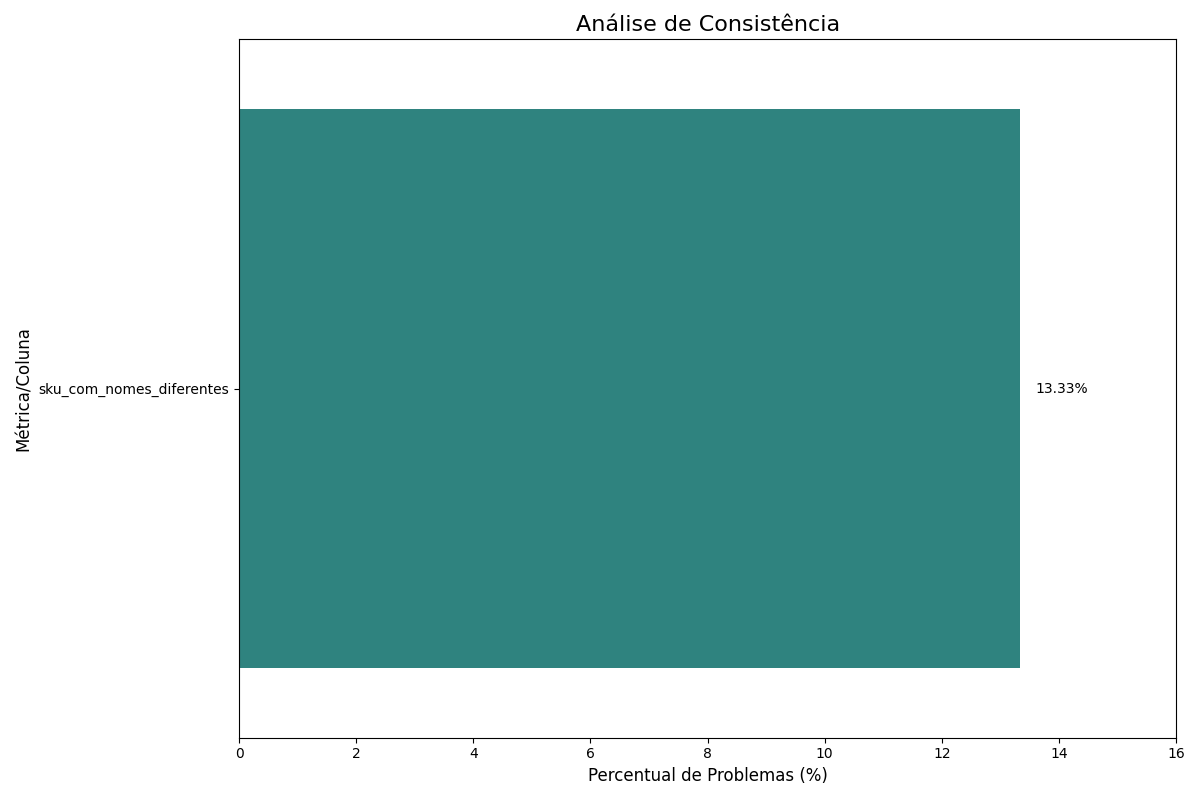 Análise de Consistência
Métrica/Coluna
sku_com_nomes_diferentes
13.33%
0 2 4 6 8 10 12 14 16
Percentual de Problemas (%)